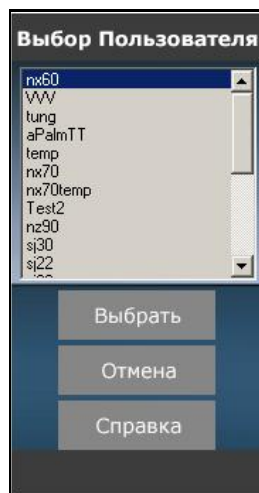 Выбор Пользователя
nx60
VVV
tung
aPalmTT
temp
nx70
nx70temp
Test2
nz90
sj30
sj22
Выбрать
Отмена
Справка